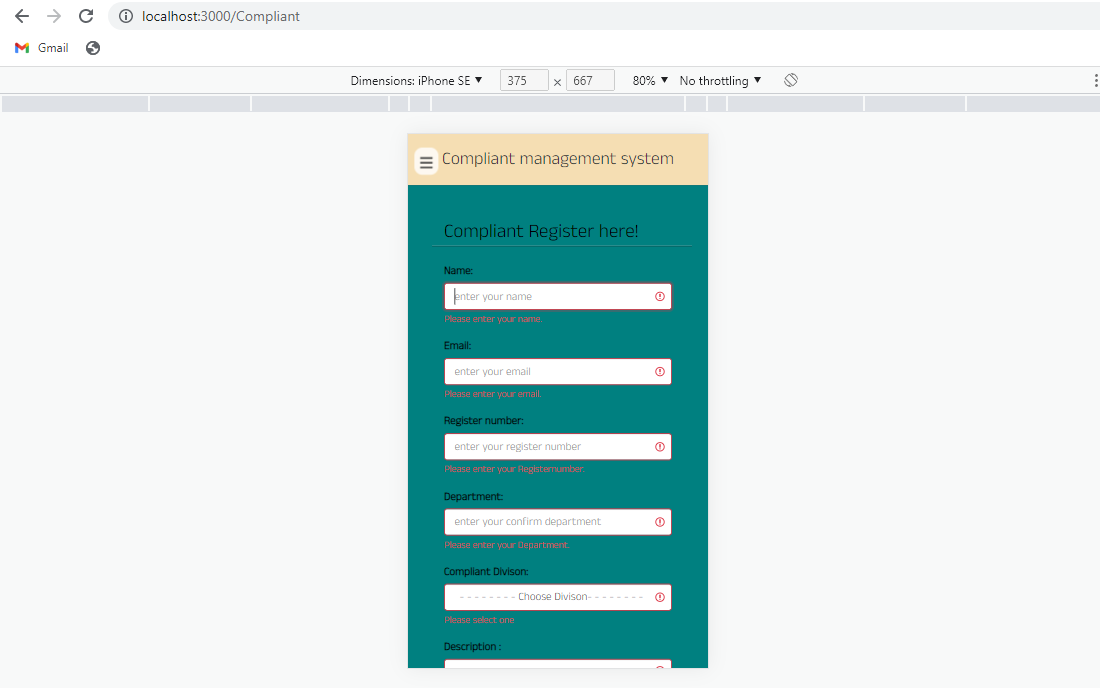 localhost:3000/Compliant
Gmail
Dimensions: iPhone SE ▼ 375 × 667 80% ▼ No throttling ▼
Compliant management system
Compliant Register here!
Name:
enter your name
Please enter your name.
Email:
enter your email
Please enter your email.
Register number:
enter your register number
Please enter your Registernumber.
Department:
enter your confirm department
Please enter your Department.
Compliant Divison:
- - - - - - - - Choose Divison- - - - - - - -
Please select one
Description :